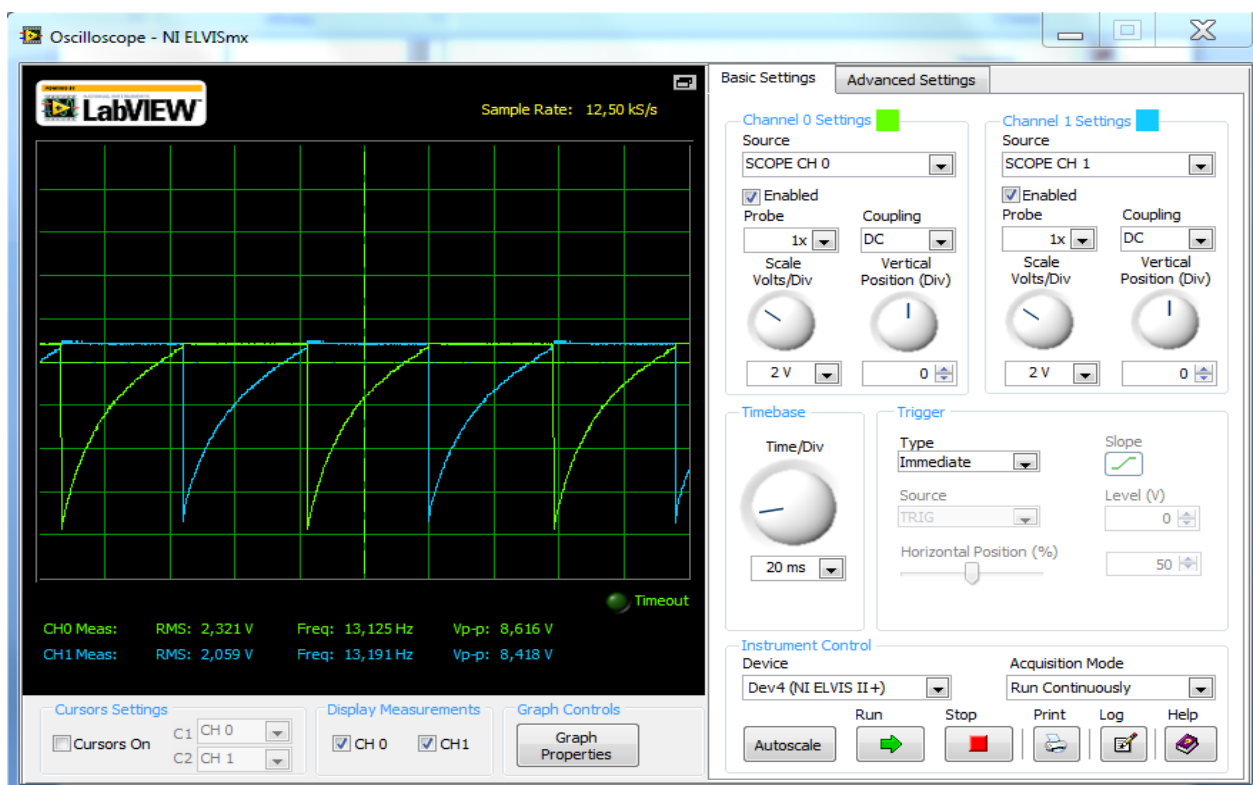 Oscilloscope - NI ELVISmx
POWERED BY
NATIONAL INSTRUMENTS
LabVIEW™
Sample Rate: 12,50 kS/s
Timeout
CH0 Meas: RMS: 2,321 V Freq: 13,125 Hz Vp-p: 8,616 V
CH1 Meas: RMS: 2,059 V Freq: 13,191 Hz Vp-p: 8,418 V
Cursors Settings
Cursors On
C1 CH 0
C2 CH 1
Display Measurements
CH 0 CH1
Graph Controls
Graph
Properties
Basic Settings Advanced Settings
Channel 0 Settings
Source
SCOPE CH 0
Enabled
Probe Coupling
1x DC
Scale Vertical
Volts/Div Position (Div)
2 V 0
Channel 1 Settings
Source
SCOPE CH 1
Enabled
Probe Coupling
1x DC
Scale Vertical
Volts/Div Position (Div)
2 V 0
Timebase
Time/Div
20 ms
Trigger
Type Slope
Immediate
Source Level (V)
TRIG 0
Horizontal Position (%)
50
Instrument Control
Device Acquisition Mode
Dev4 (NI ELVIS II+) Run Continuously
Run Stop Print Log Help
Autoscale